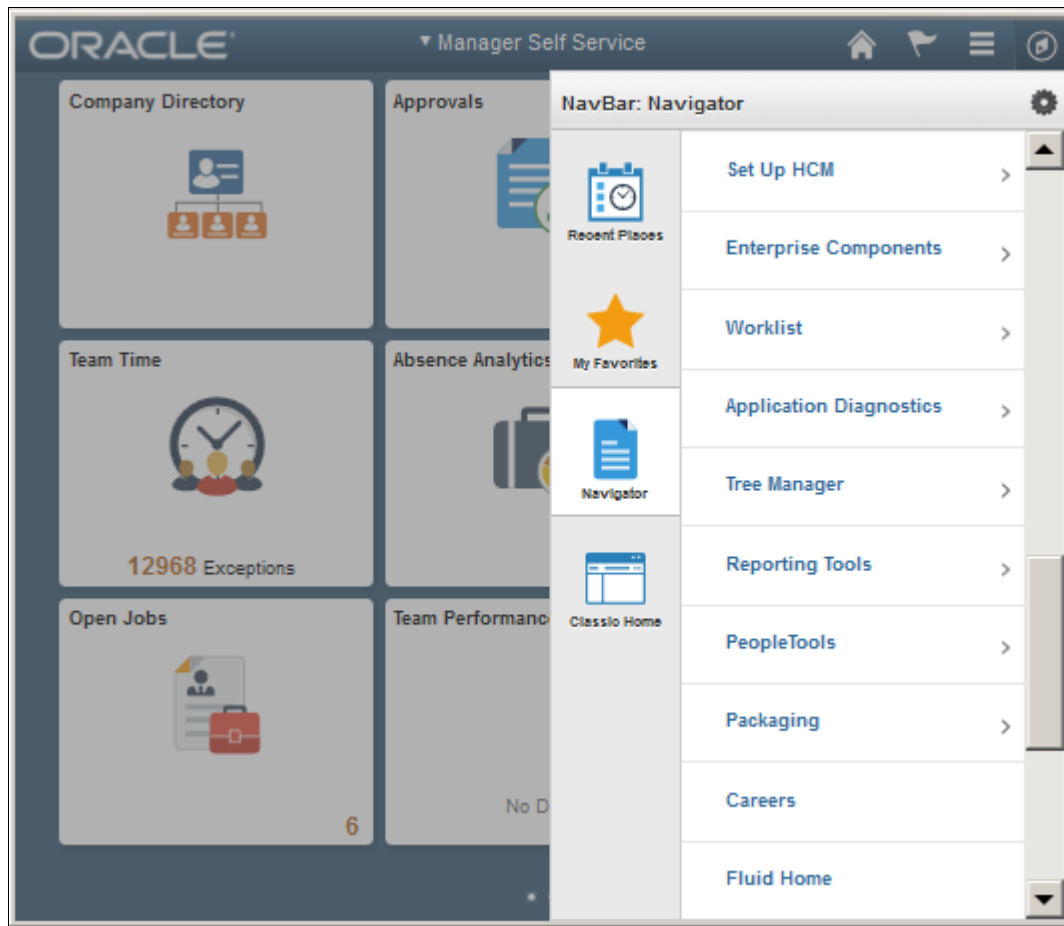 ORACLE
Manager Self Service
Company Directory
Approvals
NavBar: Navigator
Recent Places
My Favorites
Navigator
Classic Home
Set Up HCM
Enterprise Components
Worklist
Application Diagnostics
Tree Manager
Reporting Tools
PeopleTools
Packaging
Careers
Fluid Home
Team Time
12968 Exceptions
Absence Analytics
Open Jobs
6
Team Performanc
No D